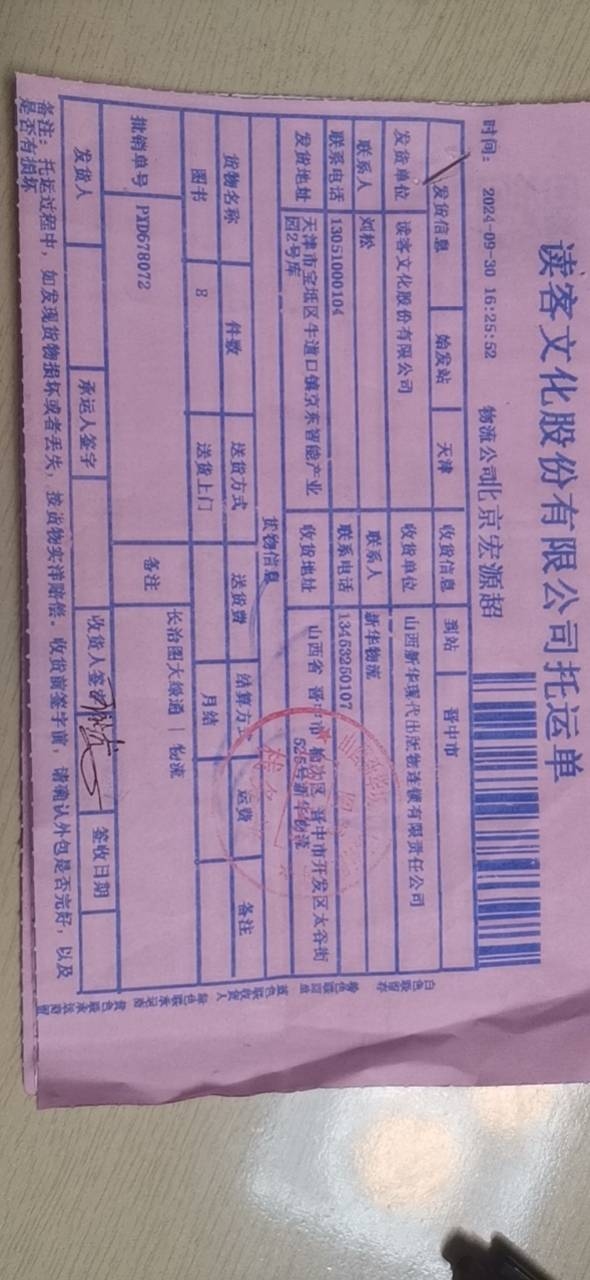 读客文化股份有限公司托运单
时间： 2024-09-30 16:25:52 物流公司北京宏源超
发货信息 始发站 天津 收货信息 到站 晋中市
发货单位 读客文化股份有限公司 收货单位 山西新华现代出版物连锁有限责任公司
联系人 刘松 联系人 新华物流
联系电话 13051000104 联系电话 13453250107
发货地址 天津市宝坻区牛道口镇京东智能产业 收货地址 山西省 晋中市 榆次区 晋中市开发区太谷街
园2号库 525号新华物流
货物信息
货物名称 件数 送货方式 送货费 结算方式 运费 备注
图书 8 送货上门 月结
批销单号 PYD678072 备注 长治图大联通 | 物流
发货人 承运人签字 收货人签字 签收日期
备注：托运过程中，如发现货物损坏或者丢失，按货物实洋赔偿。收货前签字前，请确认外包是否完好，以及
是否有损坏